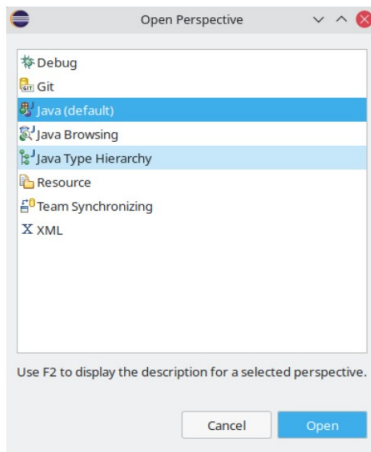 Open Perspective
Debug
Git
Java (default)
Java Browsing
Java Type Hierarchy
Resource
Team Synchronizing
XML
Use F2 to display the description for a selected perspective.
Cancel Open